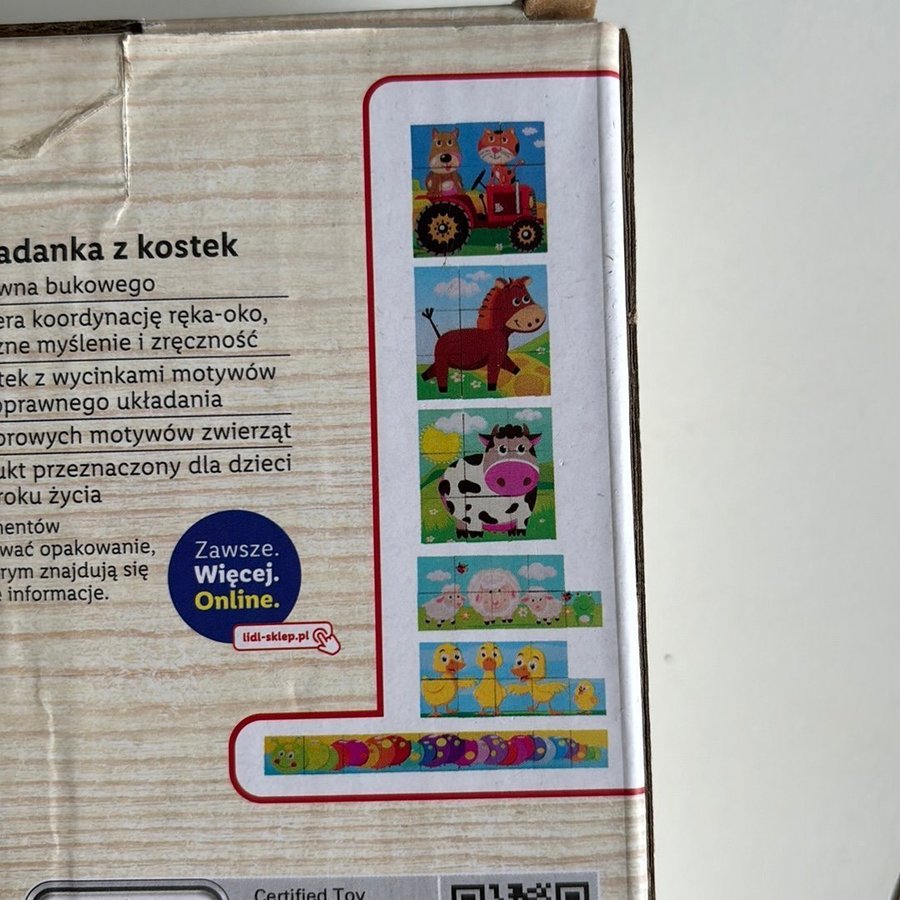 adanka z kostek
wna bukowego
era koordynację ręka-oko,
zne myślenie i zręczność
tek z wycinkami motywów
oprawnego układania
orowych motywów zwierząt
ukt przeznaczony dla dzieci
roku życia
nentów
wać opakowanie,
rym znajdują się
e informacje.
Zawsze.
Więcej.
Online.
lidl-sklep.pl
Certified Toy